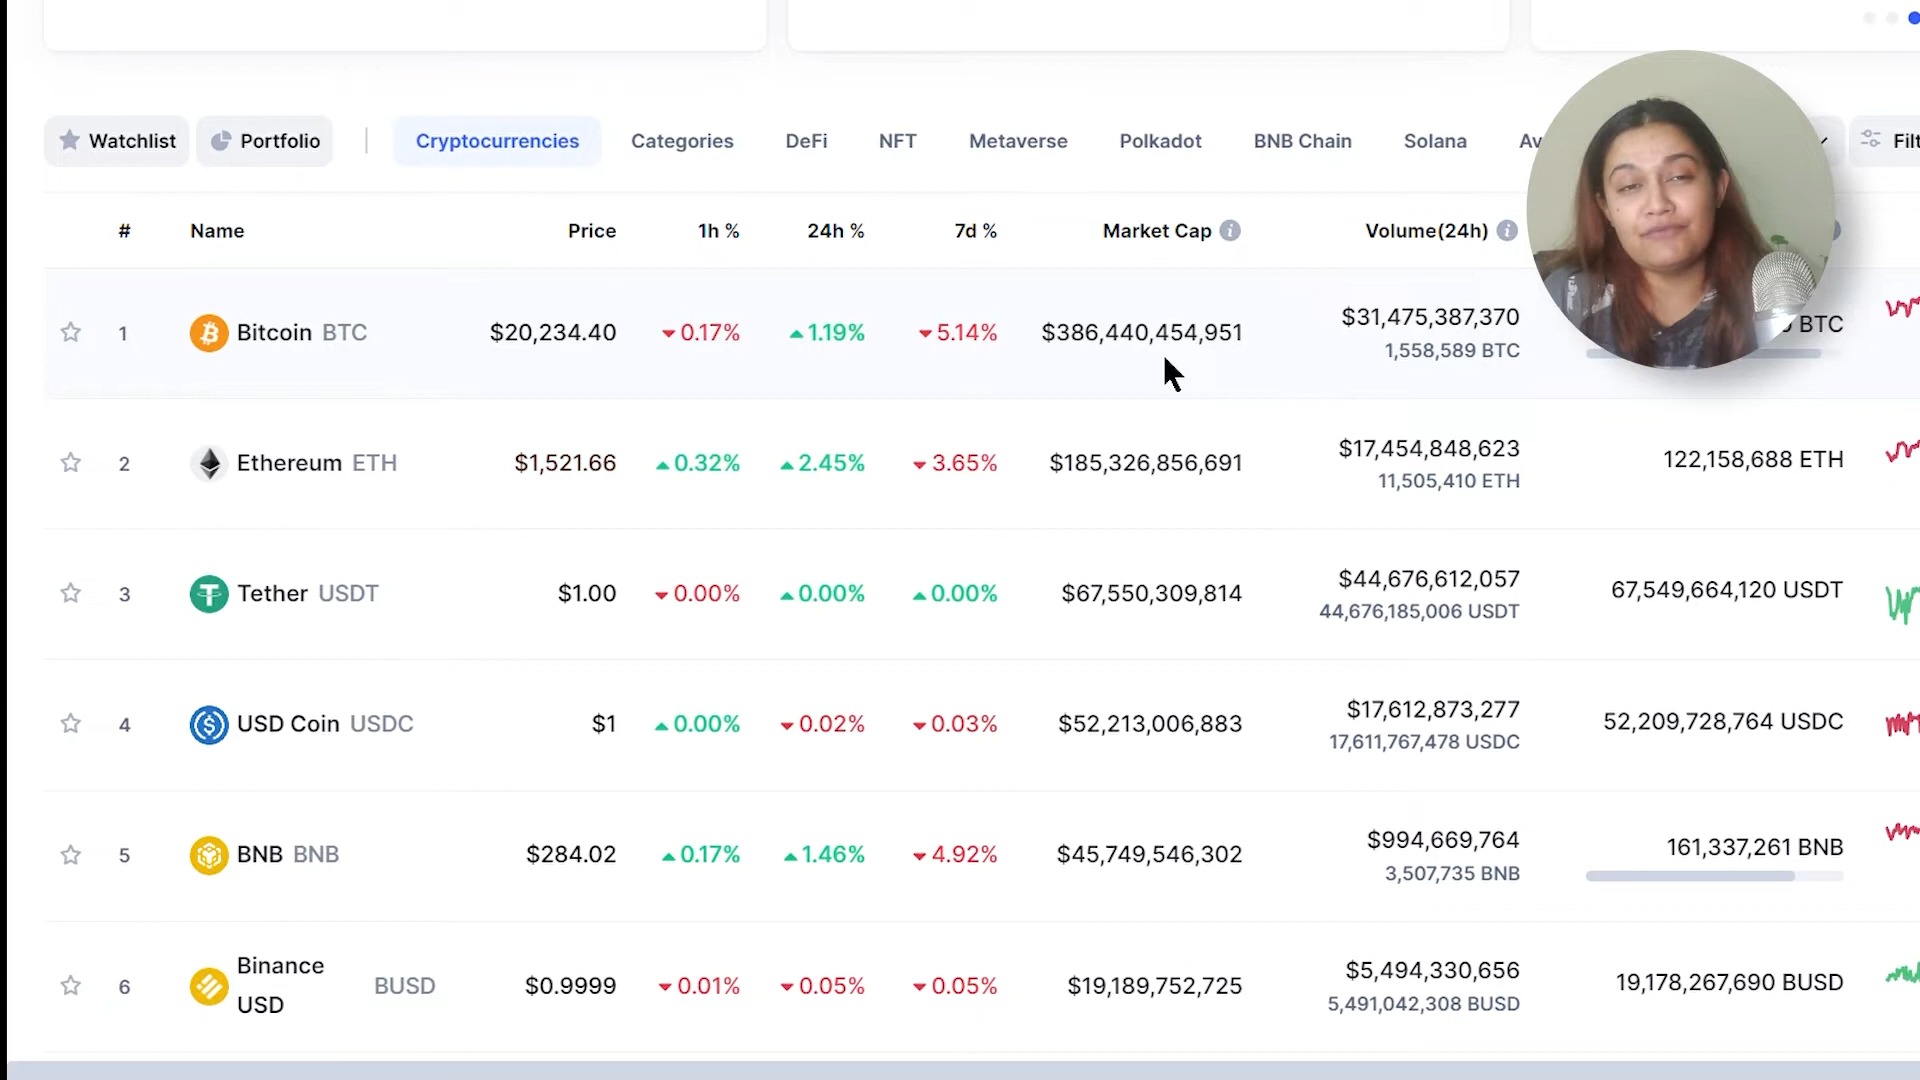 Watchlist Portfolio Cryptocurrencies Categories DeFi NFT Metaverse Polkadot BNB Chain Solana
# Name Price 1h % 24h % 7d % Market Cap Volume(24h)
1 Bitcoin BTC $20,234.40 0.17% 1.19% 5.14% $386,440,454,951 $31,475,387,370 BTC
1,558,589 BTC
2 Ethereum ETH $1,521.66 0.32% 2.45% 3.65% $185,326,856,691 $17,454,848,623 122,158,688 ETH
11,505,410 ETH
3 Tether USDT $1.00 0.00% 0.00% 0.00% $67,550,309,814 $44,676,612,057 67,549,664,120 USDT
44,676,185,006 USDT
4 USD Coin USDC $1 0.00% 0.02% 0.03% $52,213,006,883 $17,612,873,277 52,209,728,764 USDC
17,611,767,478 USDC
5 BNB BNB $284.02 0.17% 1.46% 4.92% $45,749,546,302 $994,669,764 161,337,261 BNB
3,507,735 BNB
6 Binance USD BUSD $0.9999 0.01% 0.05% 0.05% $19,189,752,725 $5,494,330,656 19,178,267,690 BUSD
5,491,042,308 BUSD